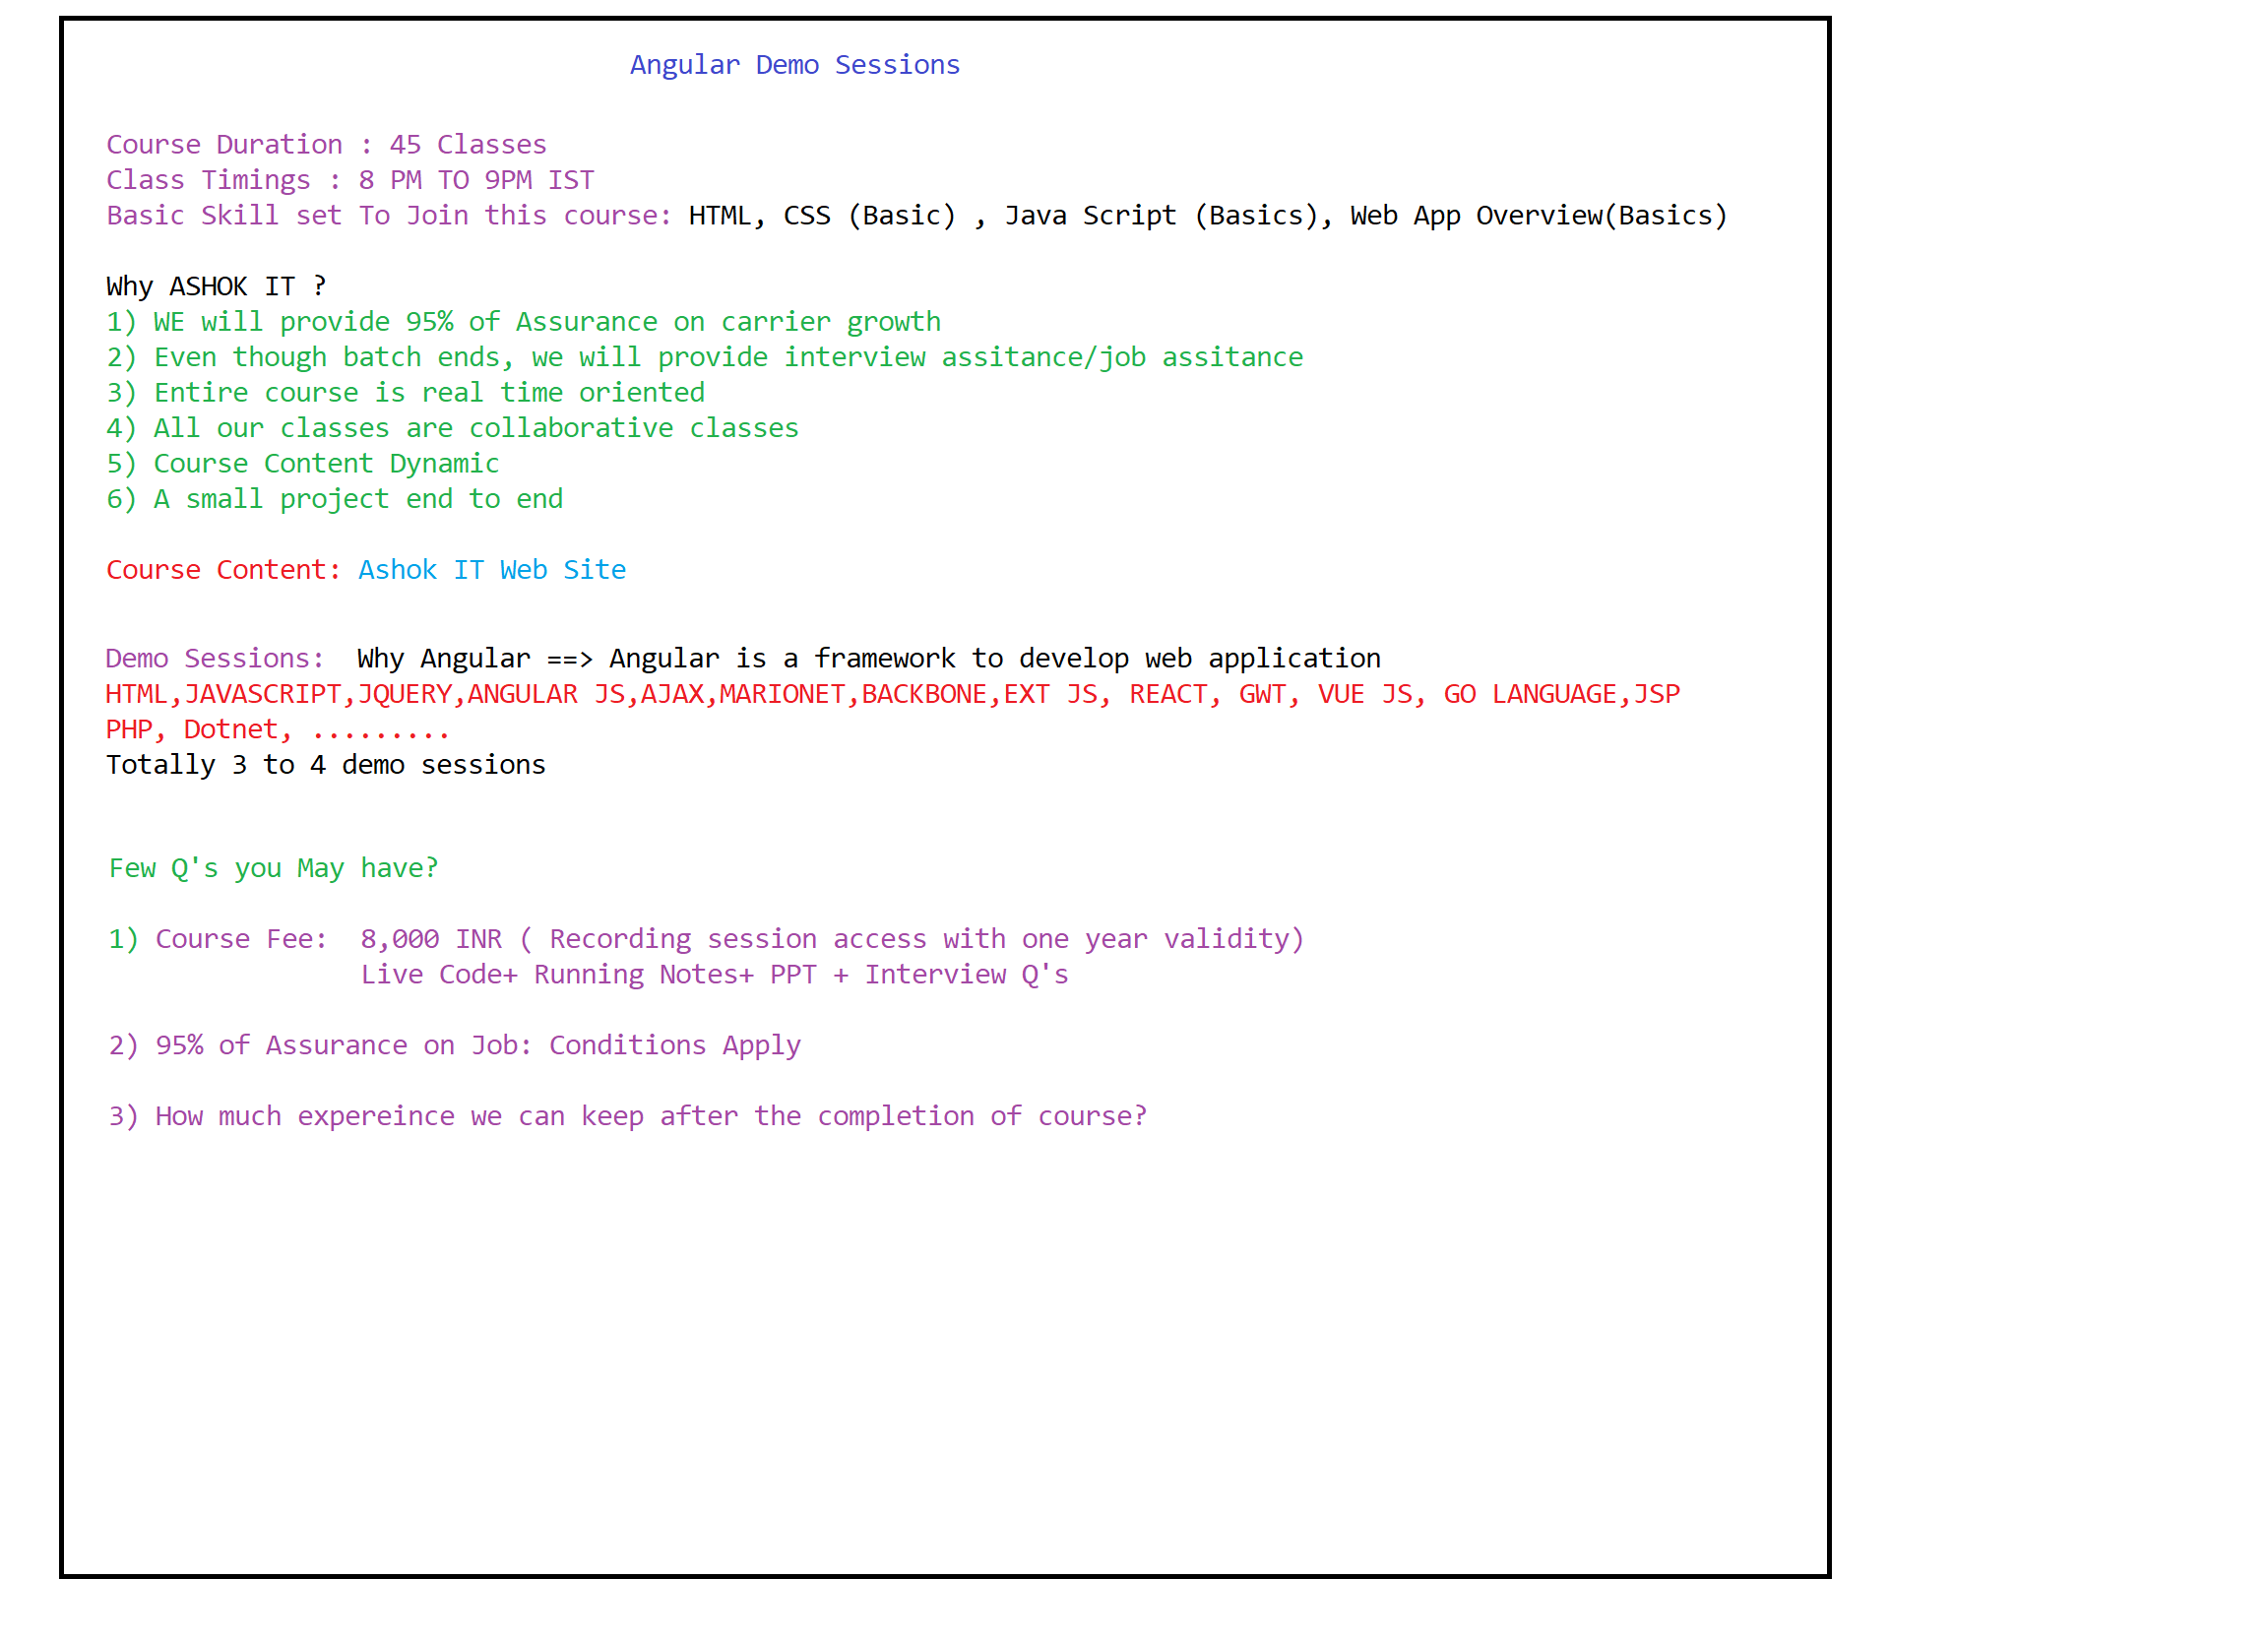 Angular Demo Sessions
Course Duration : 45 Classes
Class Timings : 8 PM TO 9PM IST
Basic Skill set To Join this course: HTML, CSS (Basic) , Java Script (Basics), Web App Overview(Basics)
Why ASHOK IT ?
1) WE will provide 95% of Assurance on carrier growth
2) Even though batch ends, we will provide interview assitance/job assitance
3) Entire course is real time oriented
4) All our classes are collaborative classes
5) Course Content Dynamic
6) A small project end to end
Course Content: Ashok IT Web Site
Demo Sessions:  Why Angular ==> Angular is a framework to develop web application
HTML,JAVASCRIPT,JQUERY,ANGULAR JS,AJAX,MARIONET,BACKBONE,EXT JS, REACT, GWT, VUE JS, GO LANGUAGE,JSP
PHP, Dotnet, .........
Totally 3 to 4 demo sessions
Few Q's you May have?
1) Course Fee:  8,000 INR ( Recording session access with one year validity)
Live Code+ Running Notes+ PPT + Interview Q's
2) 95% of Assurance on Job: Conditions Apply
3) How much expereince we can keep after the completion of course?